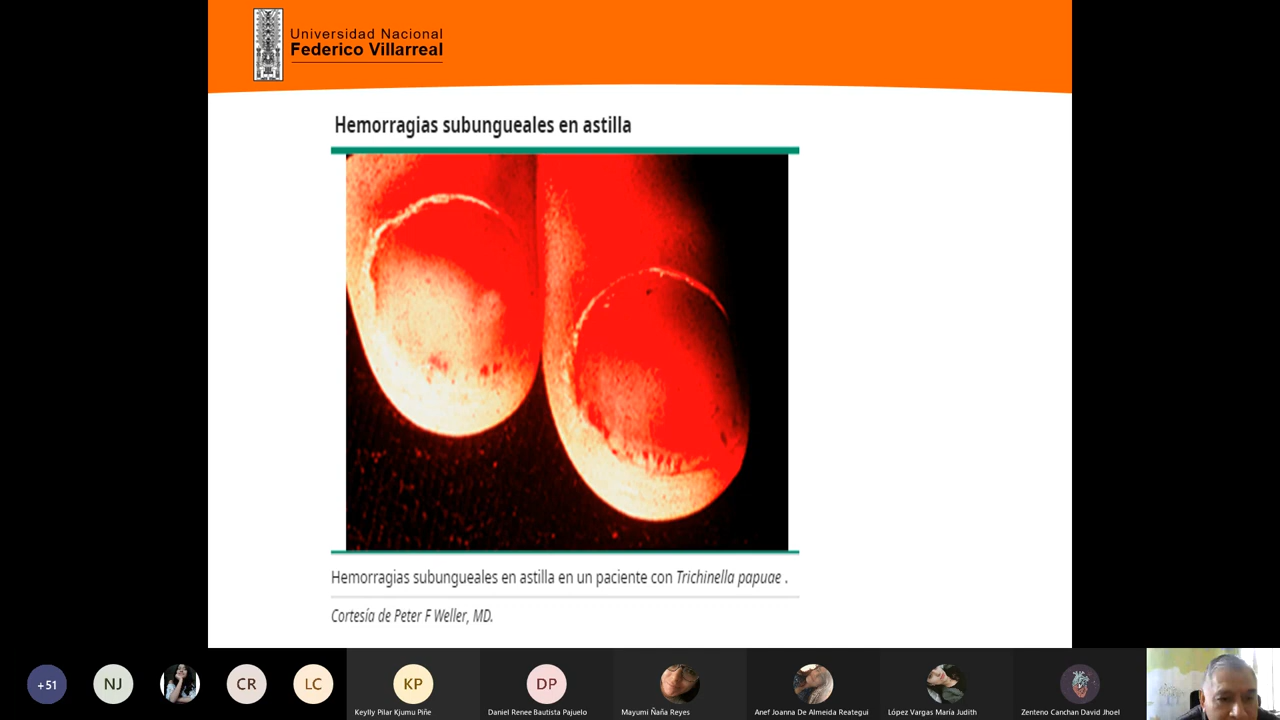 Universidad Nacional
Federico Villarreal
Hemorragias subungueales en astilla
Hemorragias subungueales en astilla en un paciente con Trichinella papuae .
Cortesía de Peter F Weller, MD.
+51
NJ
CR
LC
KP
DP
Keylly Pilar Kjumu Piñe
Daniel Renee Bautista Pajuelo
Mayumi Ñaña Reyes
Anef Joanna De Almeida Reategui
López Vargas María Judith
Zenteno Canchan David Jhoel